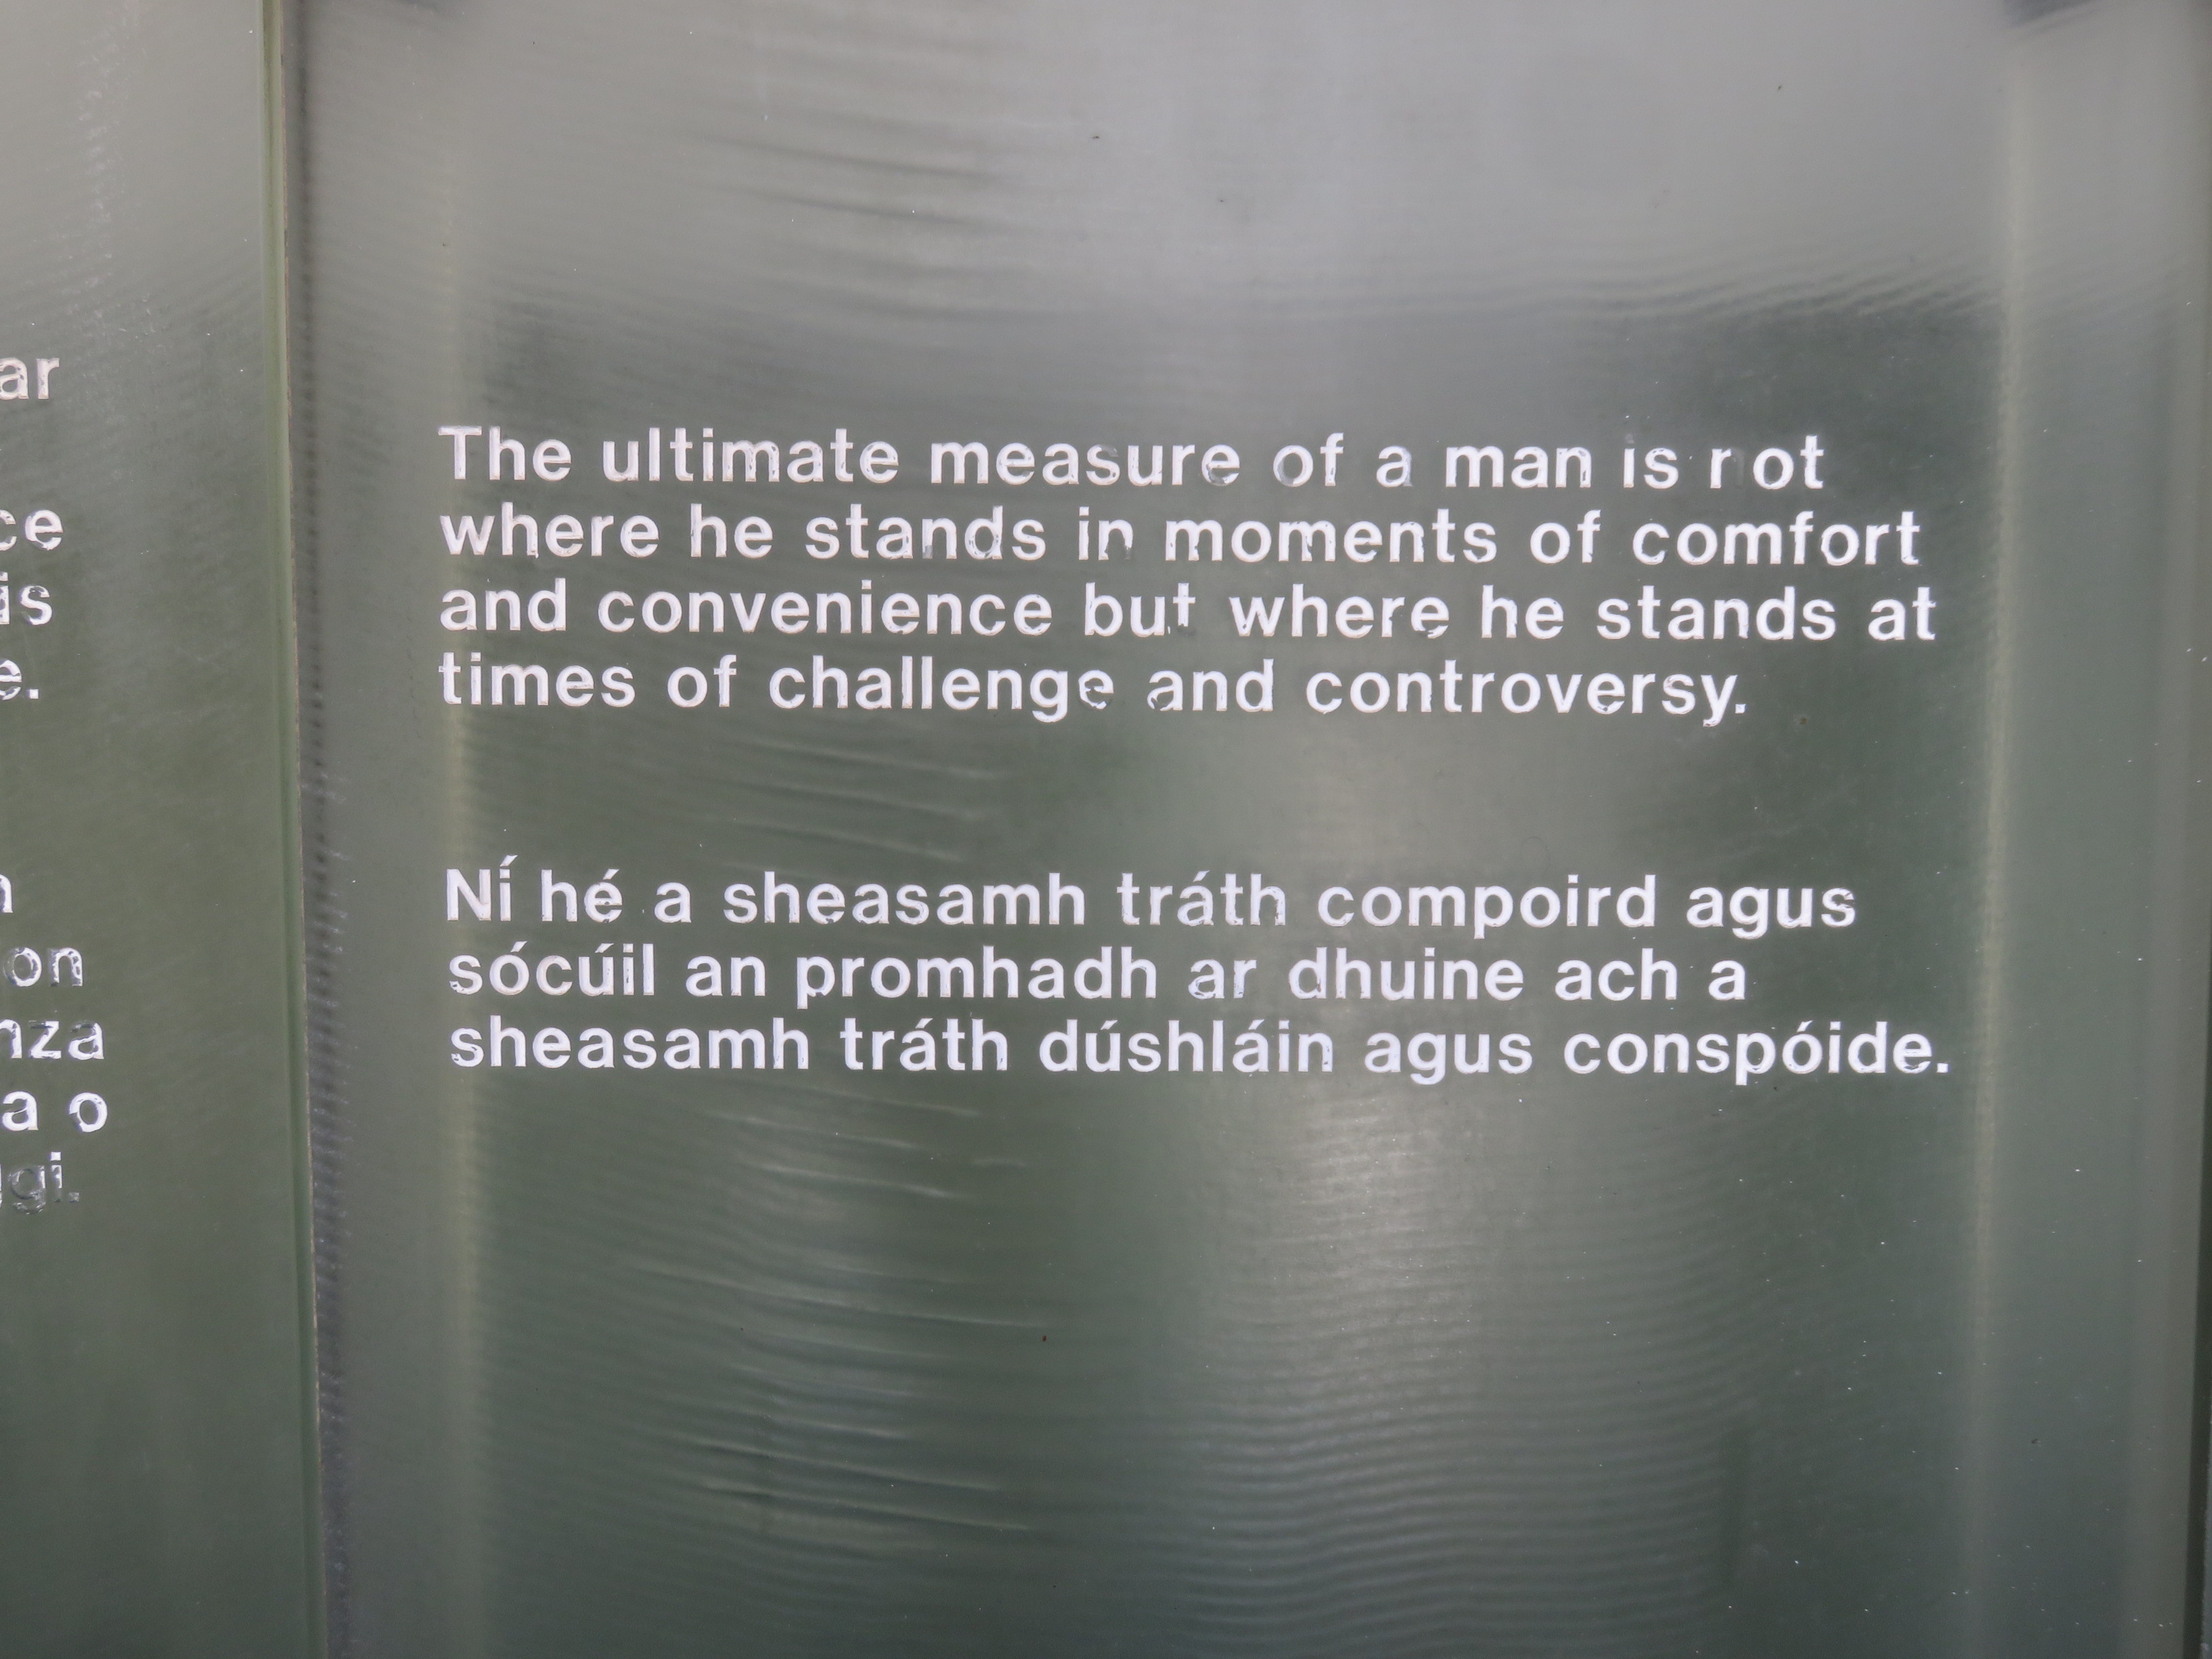 ar
ce
is
e.
on
nza
a o
gi.
The ultimate measure of a man is not
where he stands in moments of comfort
and convenience but where he stands at
times of challenge and controversy.
Ní hé a sheasamh tráth compoird agus
sócúil an promhadh ar dhuine ach a
sheasamh tráth dúshláin agus conspóide.